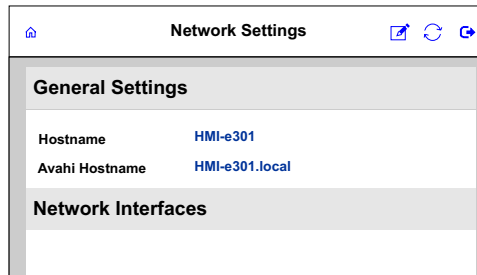 Network Settings
General Settings
Hostname HMI-e301
Avahi Hostname HMI-e301.local
Network Interfaces